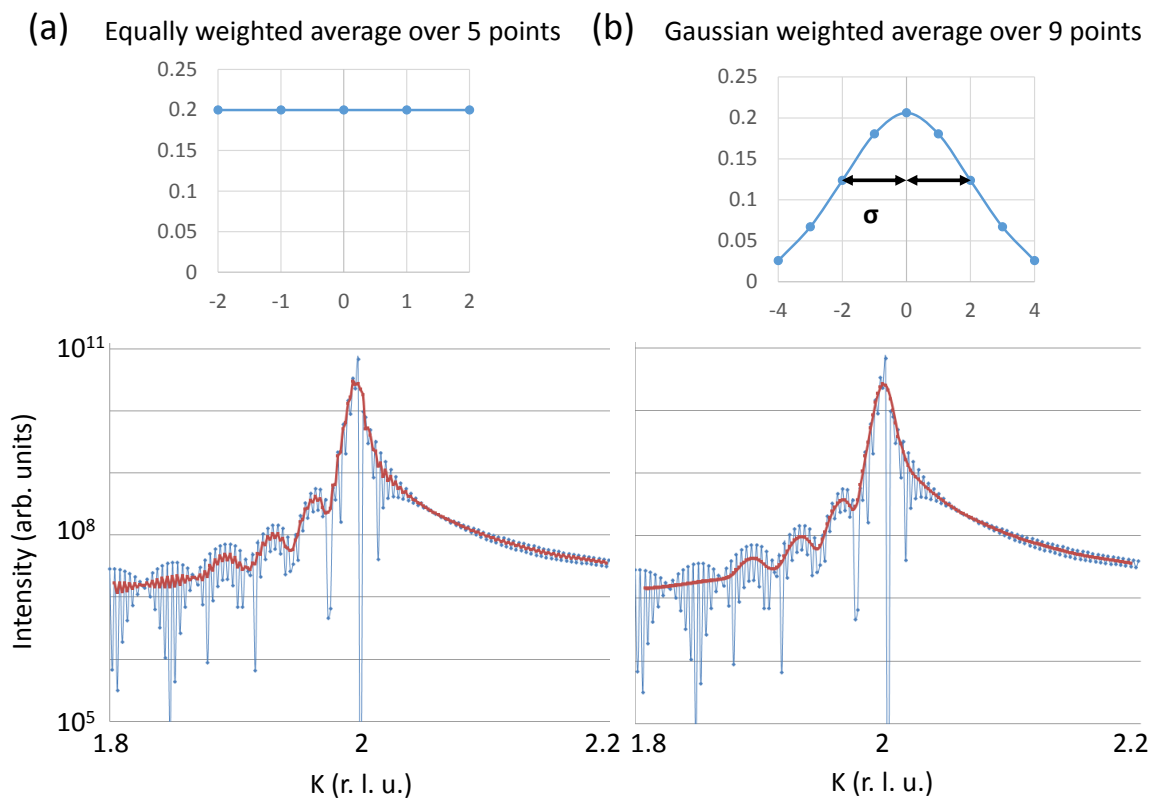 (a) Equally weighted average over 5 points
0.25
0.2
0.15
0.1
0.05
0
-2 -1 0 1 2
(b) Gaussian weighted average over 9 points
0.25
0.2
0.15
0.1
0.05
0
σ
-4 -2 0 2 4
Intensity (arb. units)
10¹¹
10⁸
10⁵
1.8 2 2.2
K (r. l. u.)
1.8 2 2.2
K (r. l. u.)